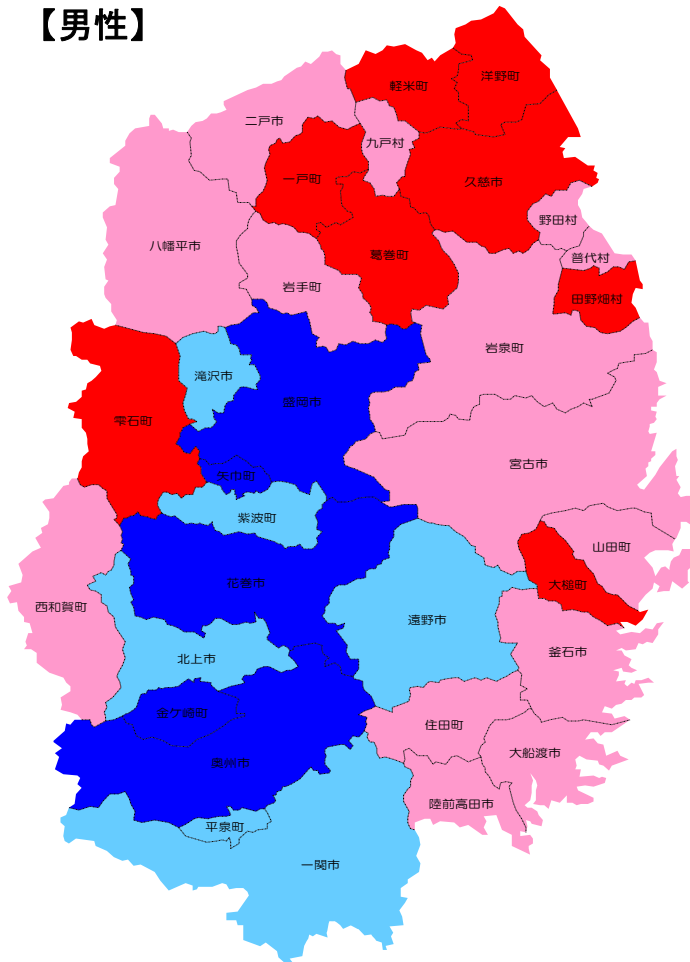 【男性】
洋野町
軽米町
二戸市
九戸村
一戸町
久慈市
野田村
八幡平市
葛巻町
普代村
岩手町
田野畑村
岩泉町
滝沢市
盛岡市
雫石町
宮古市
矢巾町
紫波町
山田町
花巻市
大槌町
西和賀町
遠野市
釜石市
北上市
金ケ崎町
住田町
大船渡市
奥州市
陸前高田市
平泉町
一関市